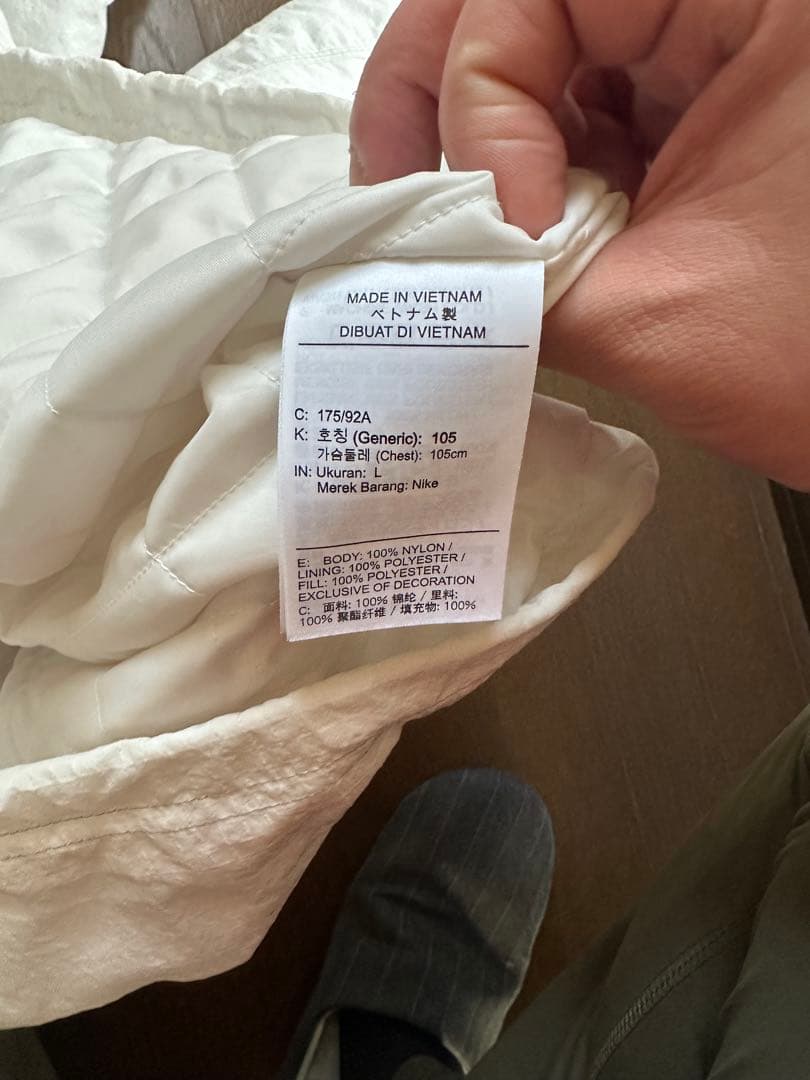 MADE IN VIETNAM
ベトナム製
DIBUAT DI VIETNAM
C: 175/92A
K: 호칭 (Generic): 105
가슴둘레 (Chest): 105cm
IN: Ukuran: L
Merek Barang: Nike
E: BODY: 100% NYLON /
LINING: 100% POLYESTER /
FILL: 100% POLYESTER /
EXCLUSIVE OF DECORATION
C: 面料: 100% 锦纶 / 里料:
100% 聚酯纤维 / 填充物: 100%